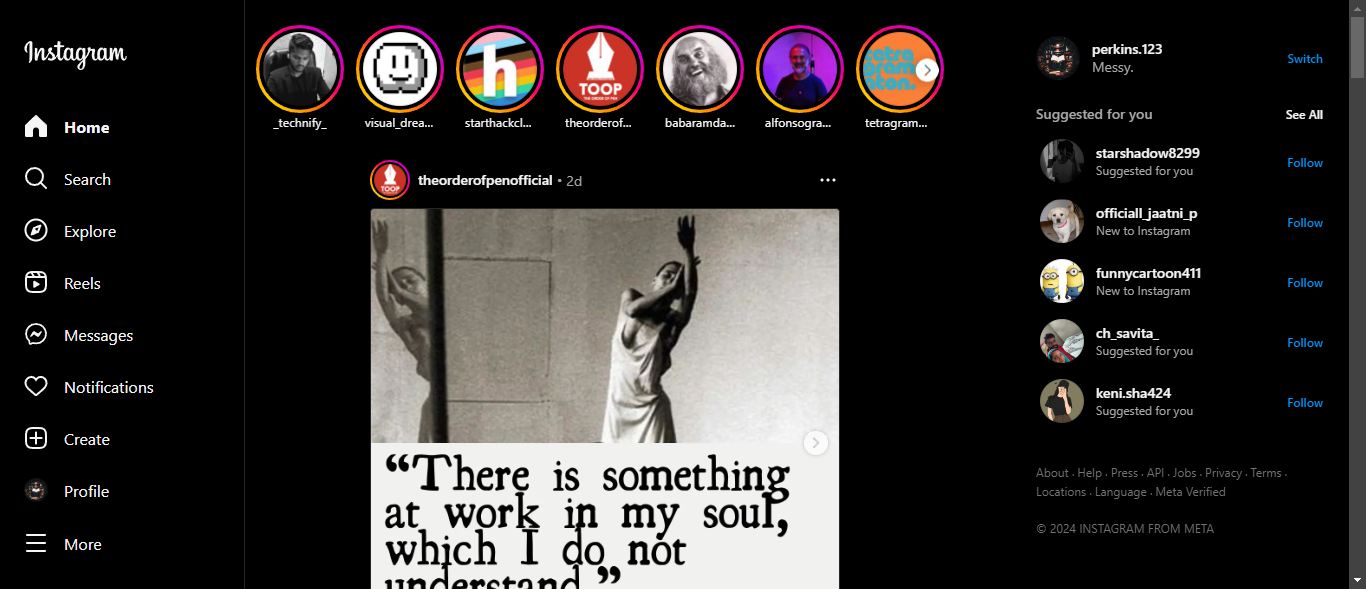 Instagram
Home
Search
Explore
Reels
Messages
Notifications
Create
Profile
More
h
TOOP
THE ORDER OF PEN
_technify_
visual_drea...
starthackcl...
theorderof...
babaramda...
alfonsogra...
tetragram...
TOOP
theorderofpenofficial • 2d
“There is something
at work in my soul,
which I do not
understand.”
perkins.123
Messy.
Switch
Suggested for you
See All
starshadow8299
Suggested for you
Follow
officiall_jaatni_p
New to Instagram
Follow
funnycartoon411
New to Instagram
Follow
ch_savita_
Suggested for you
Follow
keni.sha424
Suggested for you
Follow
About · Help · Press · API · Jobs · Privacy · Terms ·
Locations · Language · Meta Verified
© 2024 INSTAGRAM FROM META